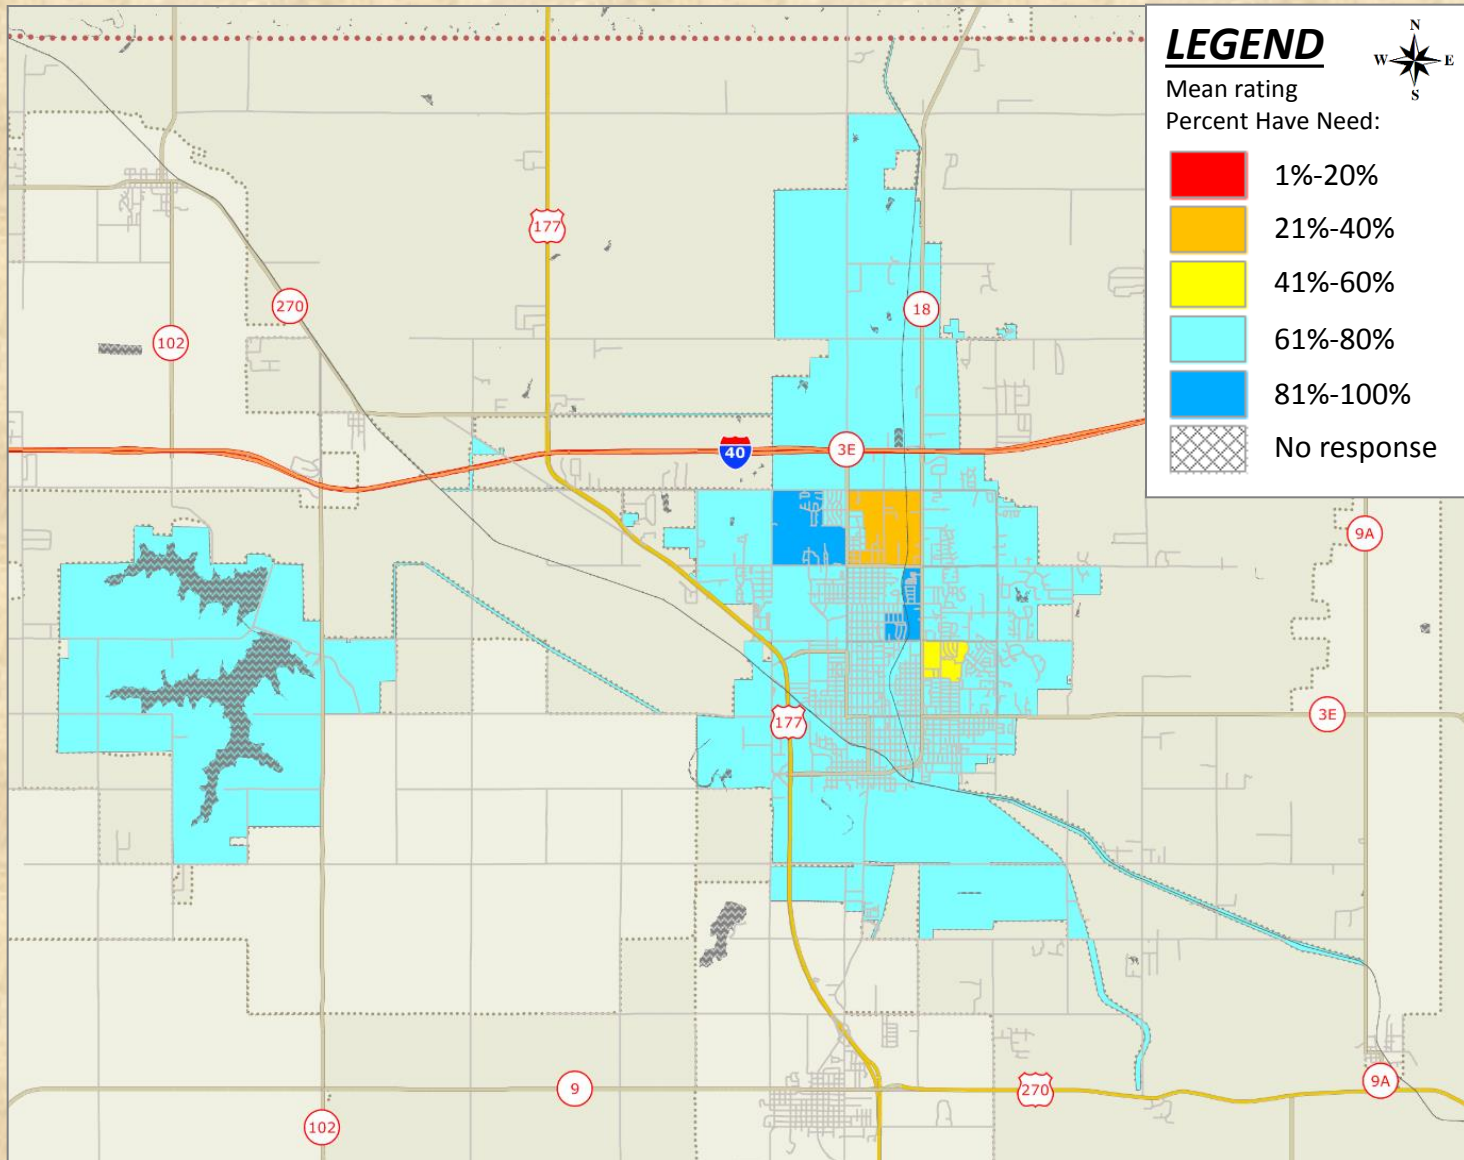 LEGEND
N
W
E
S
Mean rating
Percent Have Need:
1%-20%
21%-40%
41%-60%
61%-80%
81%-100%
No response
177
270
18
102
40
3E
9A
3E
177
9
270
9A
102